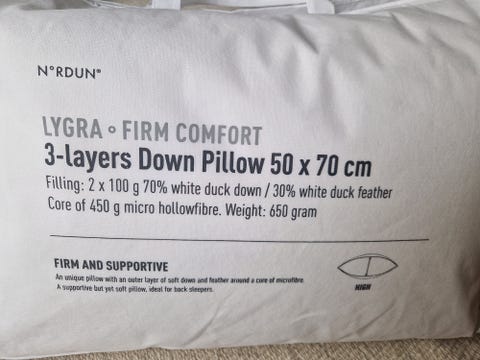 N°RDUN®
LYGRA ∘ FIRM COMFORT
3-layers Down Pillow 50 x 70 cm
Filling: 2 x 100 g 70% white duck down / 30% white duck feather
Core of 450 g micro hollowfibre. Weight: 650 gram
FIRM AND SUPPORTIVE
An unique pillow with an outer layer of soft down and feather around a core of microfibre.
A supportive but yet soft pillow, ideal for back sleepers.
HIGH